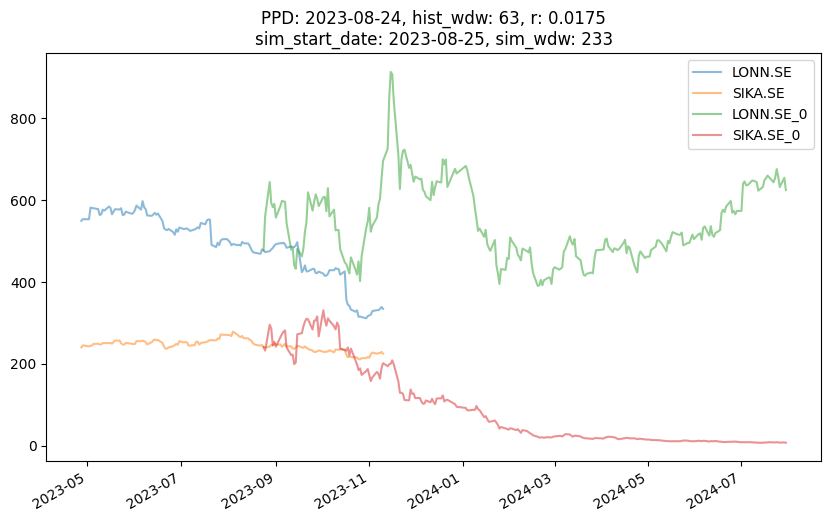 PPD: 2023-08-24, hist_wdw: 63, r: 0.0175
sim_start_date: 2023-08-25, sim_wdw: 233
LONN.SE
SIKA.SE
LONN.SE_0
SIKA.SE_0
800
600
400
200
0
2023-05
2023-07
2023-09
2023-11
2024-01
2024-03
2024-05
2024-07